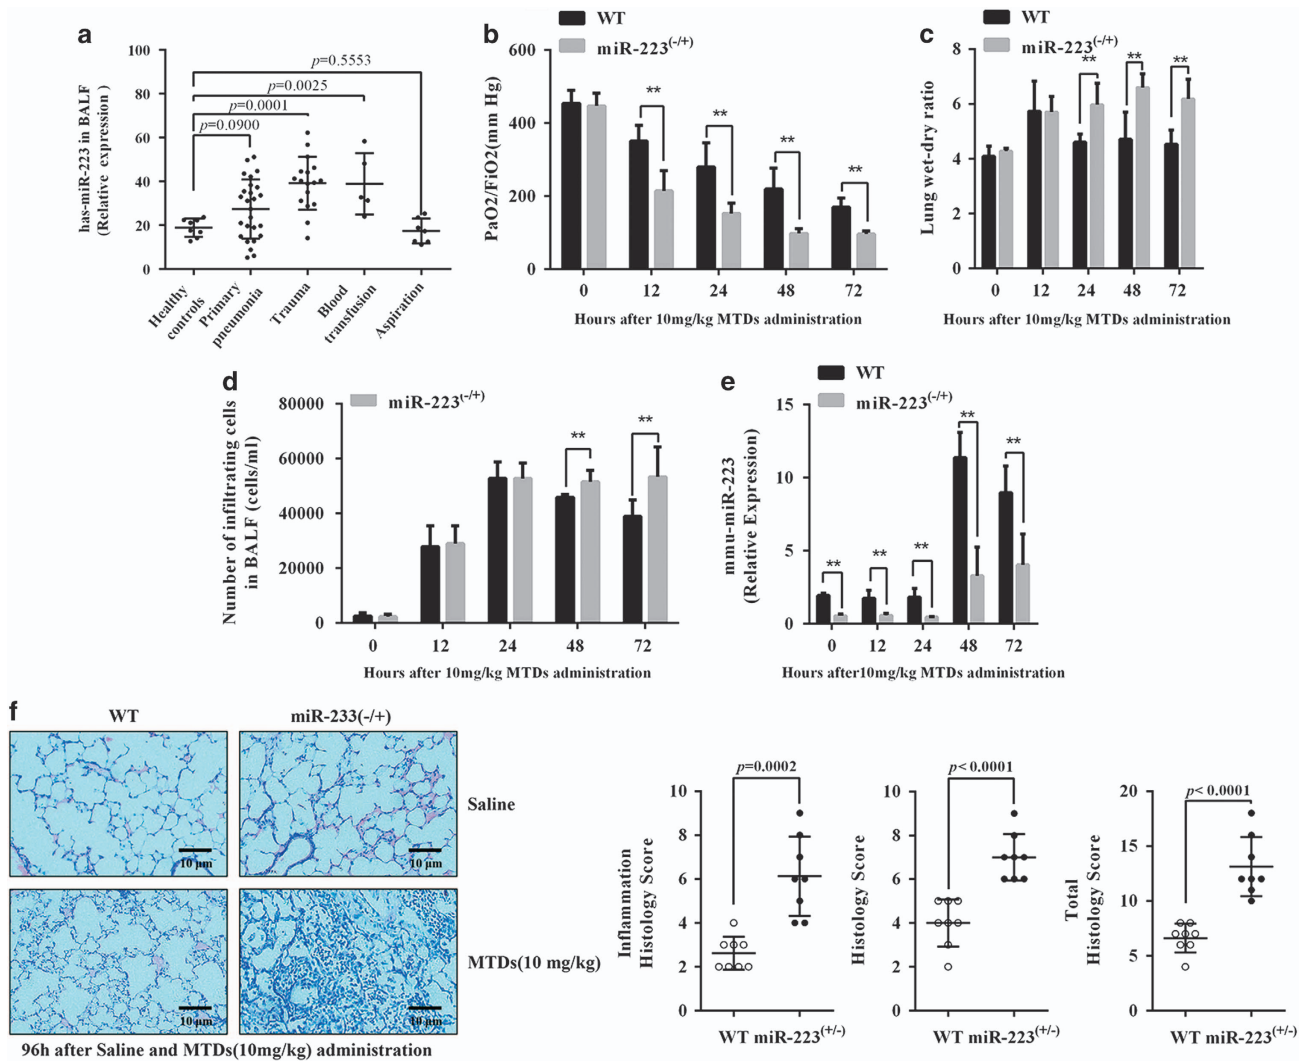 a
has-miR-223 in BALF
(Relative expression)
100
80
60
40
20
0
p=0.5553
p=0.0025
p=0.0001
p=0.0900
Healthy
controls
Primary
pneumonia
Trauma
Blood
transfusion
Aspiration
b
WT
miR-223(-/+)
PaO2/FiO2(mm Hg)
600
400
200
0
**
**
**
**
0 12 24 48 72
Hours after 10mg/kg MTDs administration
c
WT
miR-223(-/+)
Lung wet-dry ratio
8
6
4
2
0
**
**
**
0 12 24 48 72
Hours after 10mg/kg MTDs administration
d
miR-223(-/+)
Number of infiltrating cells
in BALF (cells/ml)
80000
60000
40000
20000
0
**
**
0 12 24 48 72
Hours after 10mg/kg MTDs administration
e
WT
miR-223(-/+)
mmu-miR-223
(Relative Expression)
15
10
5
0
**
**
**
**
**
0 12 24 48 72
Hours after10mg/kg MTDs administration
f
WT
miR-233(-/+)
Saline
MTDs(10 mg/kg)
10 μm
10 μm
10 μm
10 μm
96h after Saline and MTDs(10mg/kg) administration
Inflammation
Histology Score
10
8
6
4
2
0
p=0.0002
WT miR-223(+/-)
Histology Score
10
8
6
4
2
0
p< 0.0001
WT miR-223(+/-)
Total
Histology Score
20
15
10
5
0
p< 0.0001
WT miR-223(+/-)